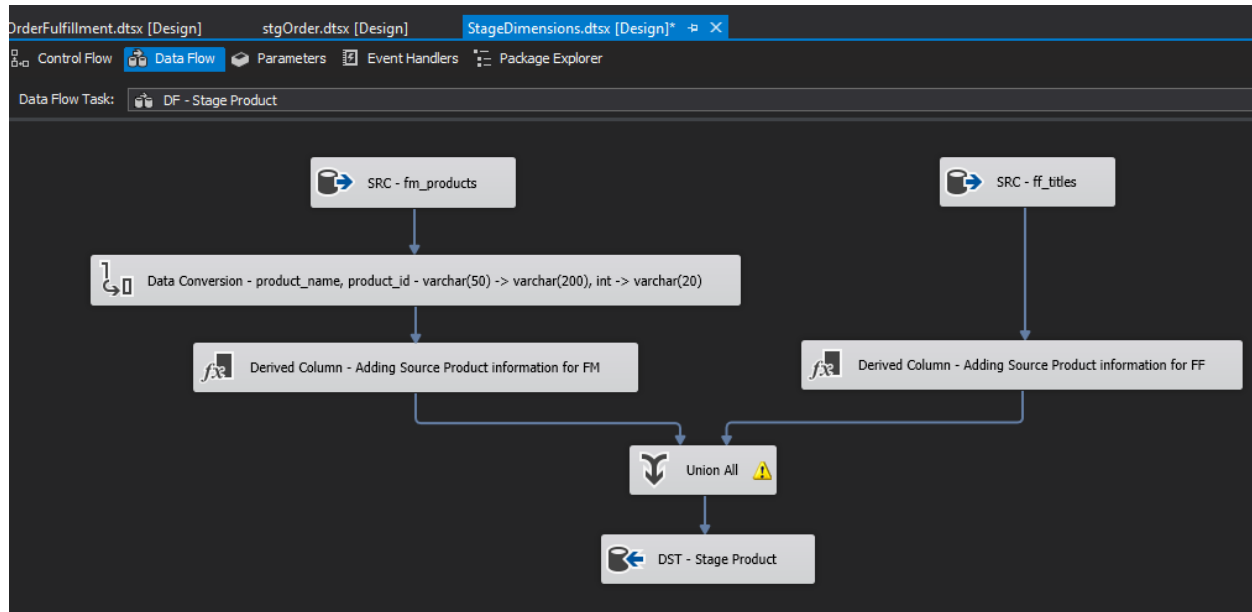 OrderFulfillment.dtsx [Design] stgOrder.dtsx [Design] StageDimensions.dtsx [Design]*
Control Flow Data Flow Parameters Event Handlers Package Explorer
Data Flow Task: DF - Stage Product
SRC - fm_products
SRC - ff_titles
Data Conversion - product_name, product_id - varchar(50) -> varchar(200), int -> varchar(20)
Derived Column - Adding Source Product information for FM
Derived Column - Adding Source Product information for FF
Union All
DST - Stage Product